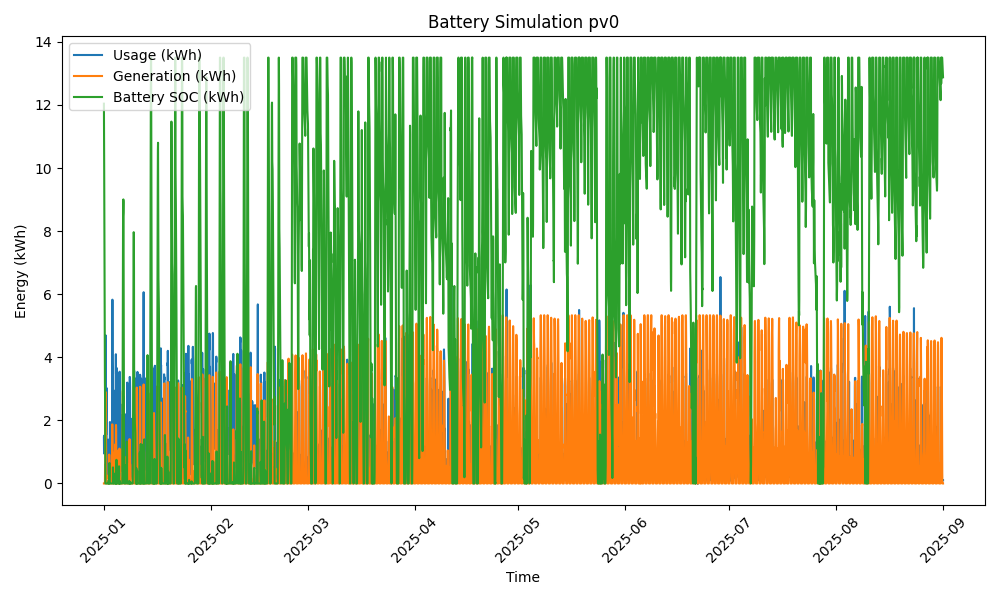 Battery Simulation pv0
Usage (kWh)
Generation (kWh)
Battery SOC (kWh)
Energy (kWh)
14
12
10
8
6
4
2
0
2025-01
2025-02
2025-03
2025-04
2025-05
2025-06
2025-07
2025-08
2025-09
Time